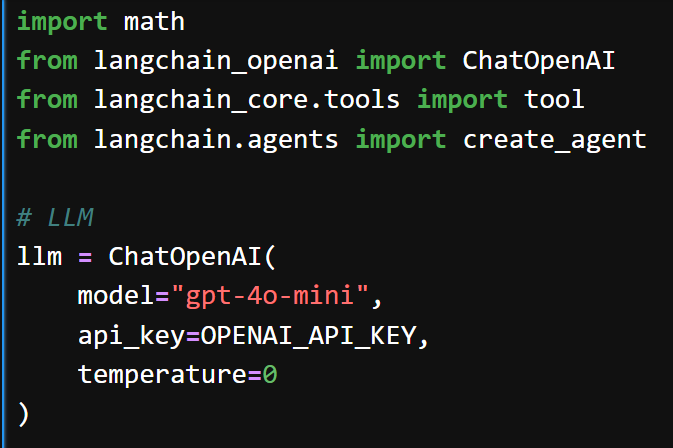 import math
from langchain_openai import ChatOpenAI
from langchain_core.tools import tool
from langchain.agents import create_agent
# LLM
llm = ChatOpenAI(
    model="gpt-4o-mini",
    api_key=OPENAI_API_KEY,
    temperature=0
)